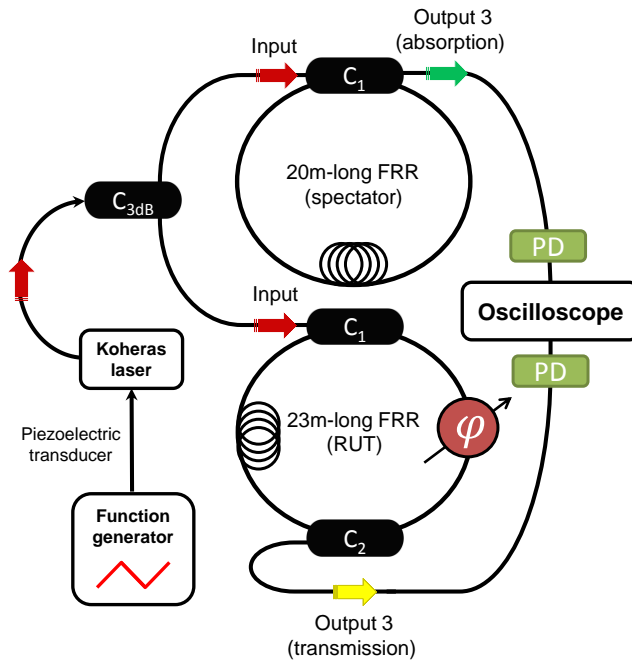 Output 3
(absorption)
Input
C1
20m-long FRR
(spectator)
C3dB
PD
Input
C1
Oscilloscope
Koheras
laser
PD
23m-long FRR
(RUT)
φ
Piezoelectric
transducer
Function
generator
C2
Output 3
(transmission)